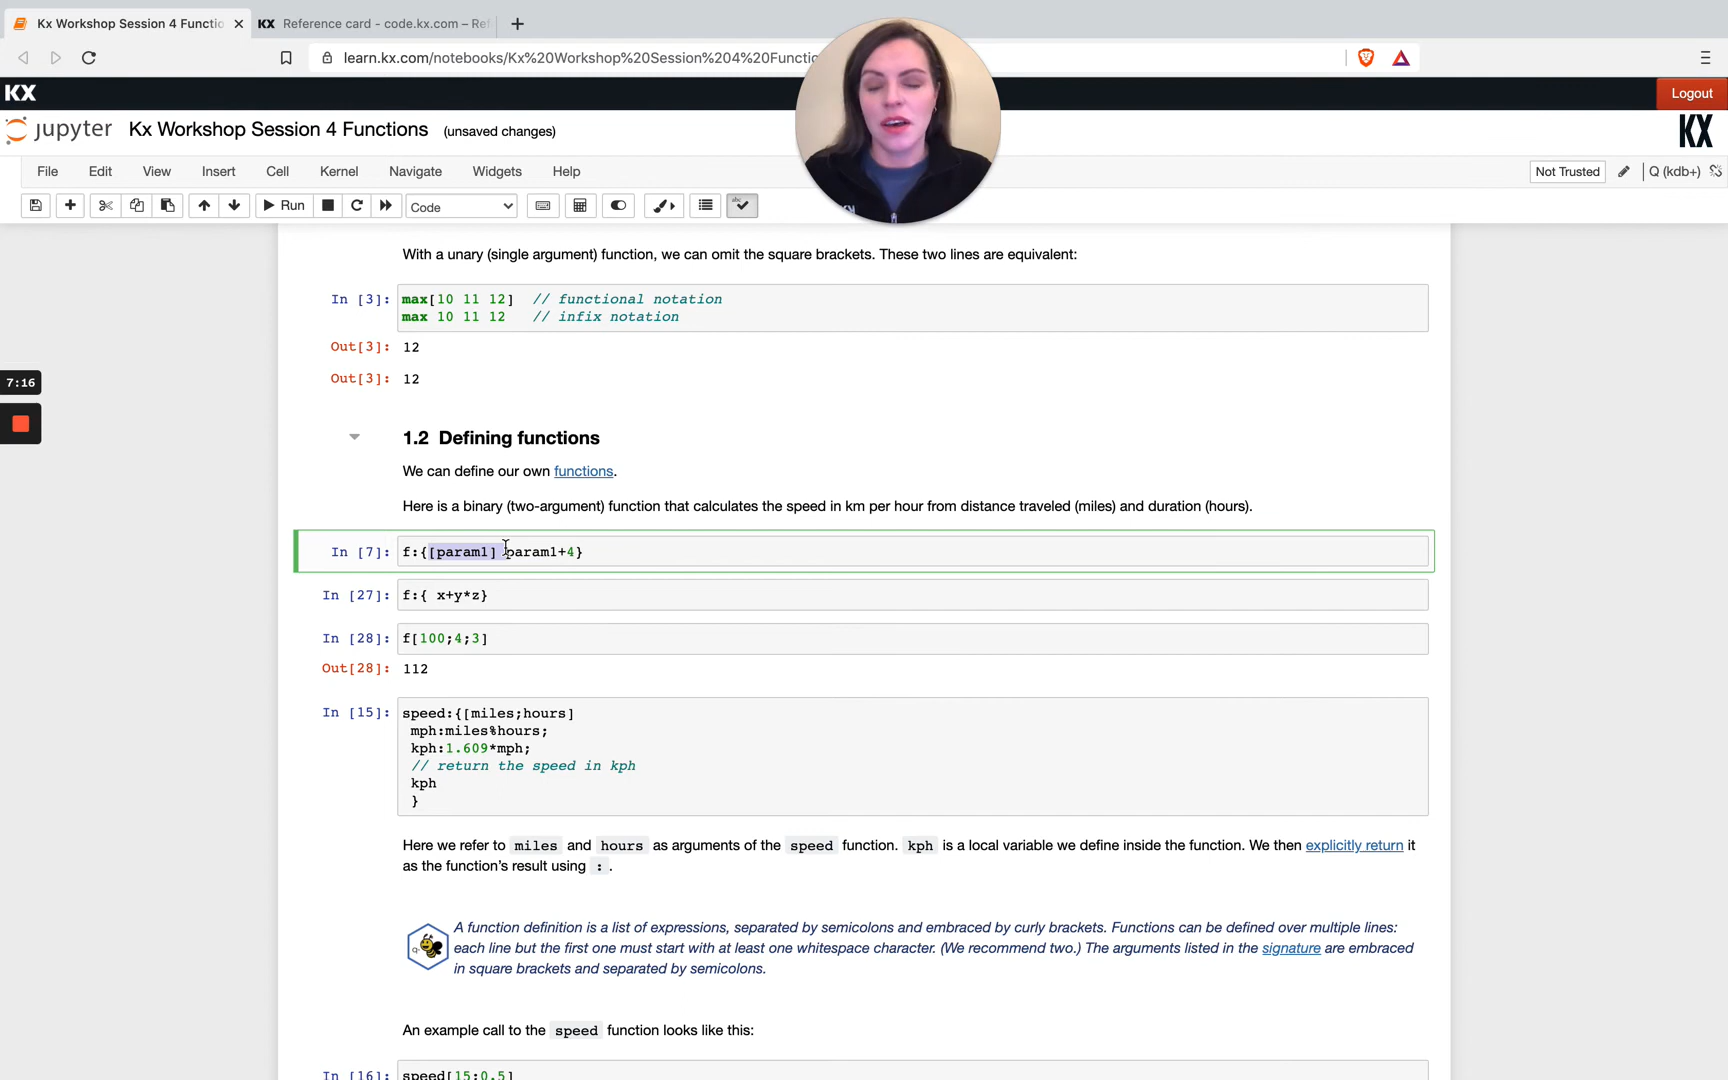 Kx Workshop Session 4 Functio
Reference card - code.kx.com – Ref
learn.kx.com/notebooks/Kx%20Workshop%20Session%204%20Functio
KX
Logout
jupyter Kx Workshop Session 4 Functions (unsaved changes)
KX
File Edit View Insert Cell Kernel Navigate Widgets Help
Not Trusted Q (kdb+)
Run Code
With a unary (single argument) function, we can omit the square brackets. These two lines are equivalent:
In [3]: max[10 11 12]  // functional notation
max 10 11 12   // infix notation
Out[3]: 12
Out[3]: 12
7:16
1.2 Defining functions
We can define our own functions.
Here is a binary (two-argument) function that calculates the speed in km per hour from distance traveled (miles) and duration (hours).
In [7]: f:{[param1] param1+4}
In [27]: f:{ x+y*z}
In [28]: f[100;4;3]
Out[28]: 112
In [15]: speed:{[miles;hours]
mph:miles%hours;
kph:1.609*mph;
// return the speed in kph
kph
}
Here we refer to miles and hours as arguments of the speed function. kph is a local variable we define inside the function. We then explicitly return it
as the function's result using : .
A function definition is a list of expressions, separated by semicolons and embraced by curly brackets. Functions can be defined over multiple lines:
each line but the first one must start with at least one whitespace character. (We recommend two.) The arguments listed in the signature are embraced
in square brackets and separated by semicolons.
An example call to the speed function looks like this:
In [16]: speed[15;0.5]